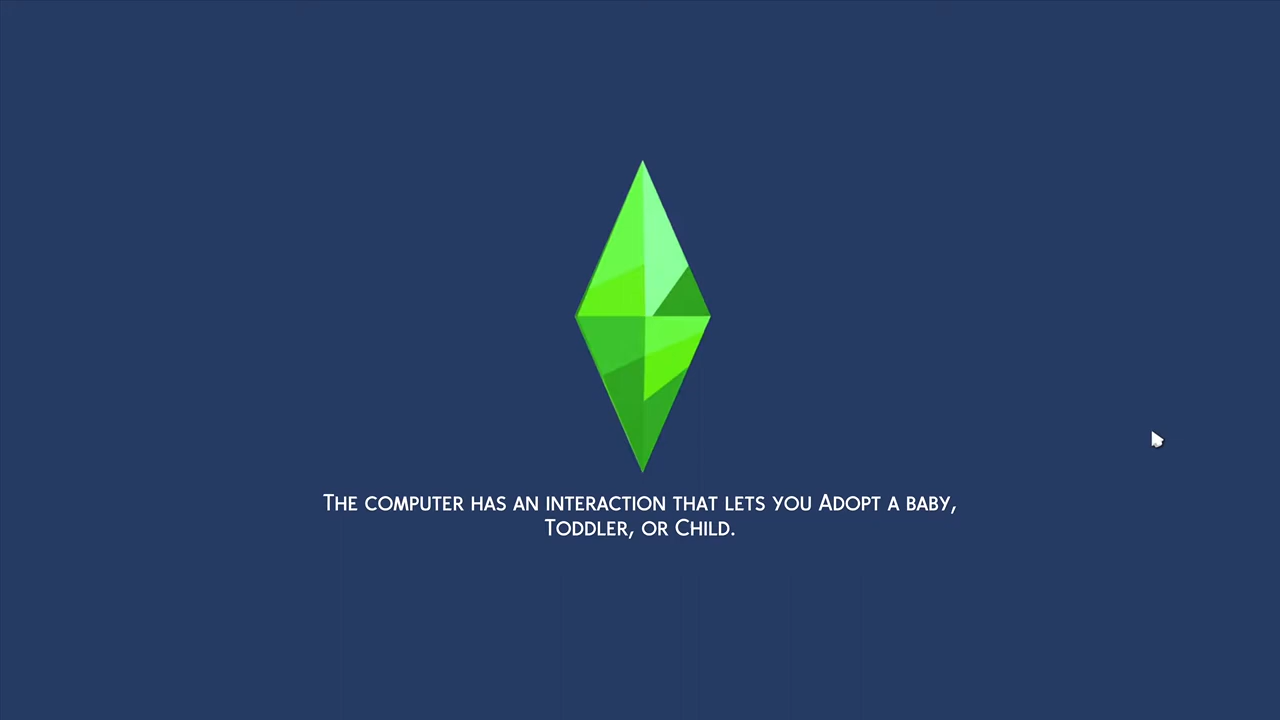 The computer has an interaction that lets you Adopt a baby,
Toddler, or Child.